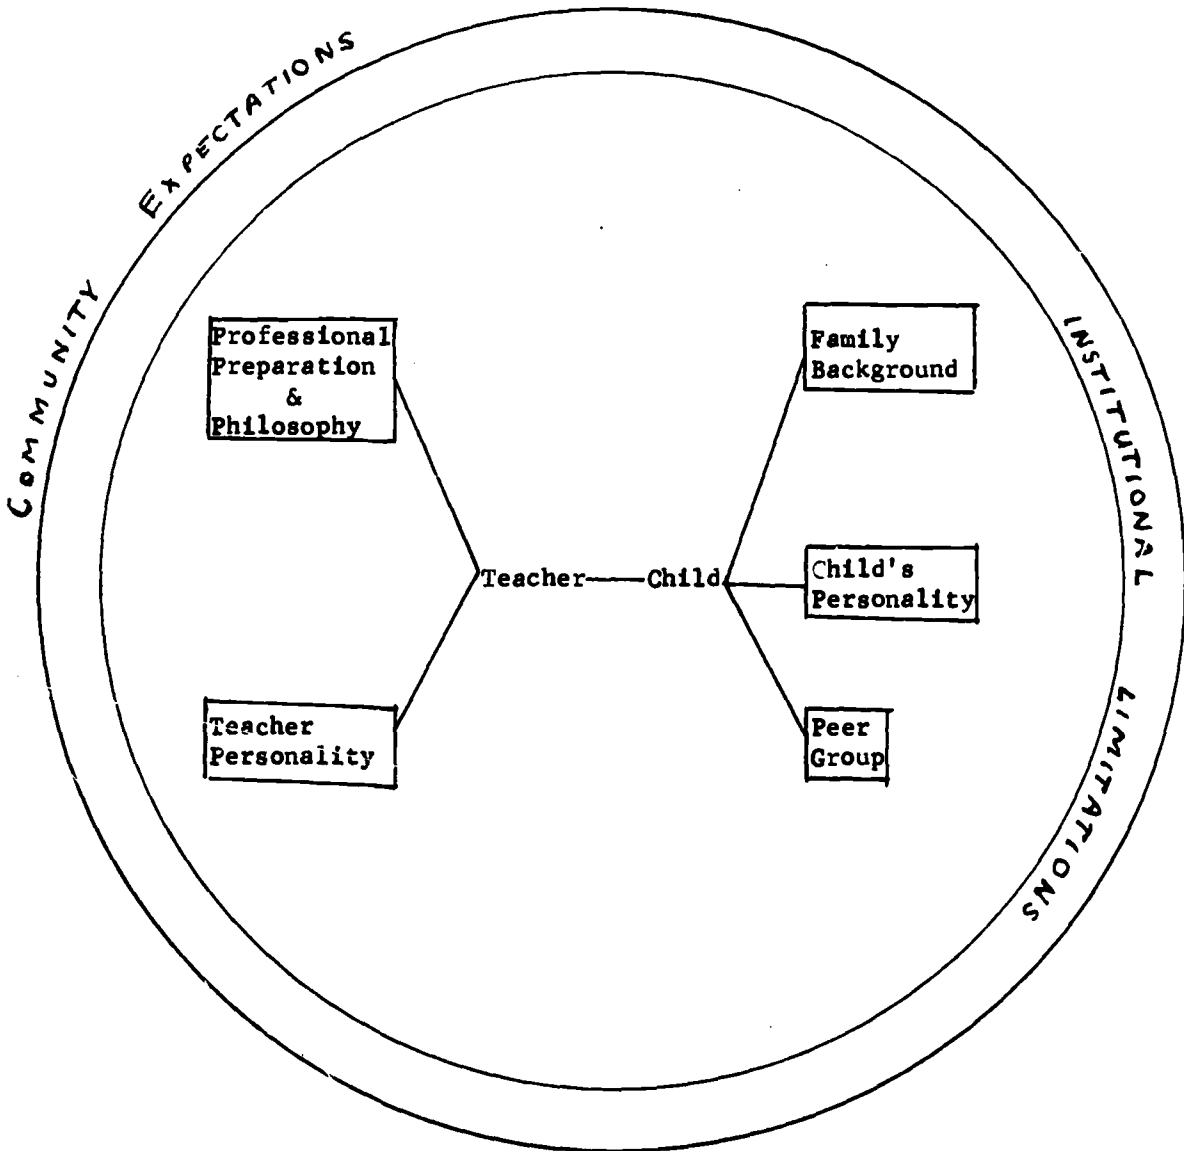 COMMUNITY EXPECTATIONS
INSTITUTIONAL LIMITATIONS
Professional
Preparation
&
Philosophy
Family
Background
Teacher Child
Child's
Personality
Teacher
Personality
Peer
Group